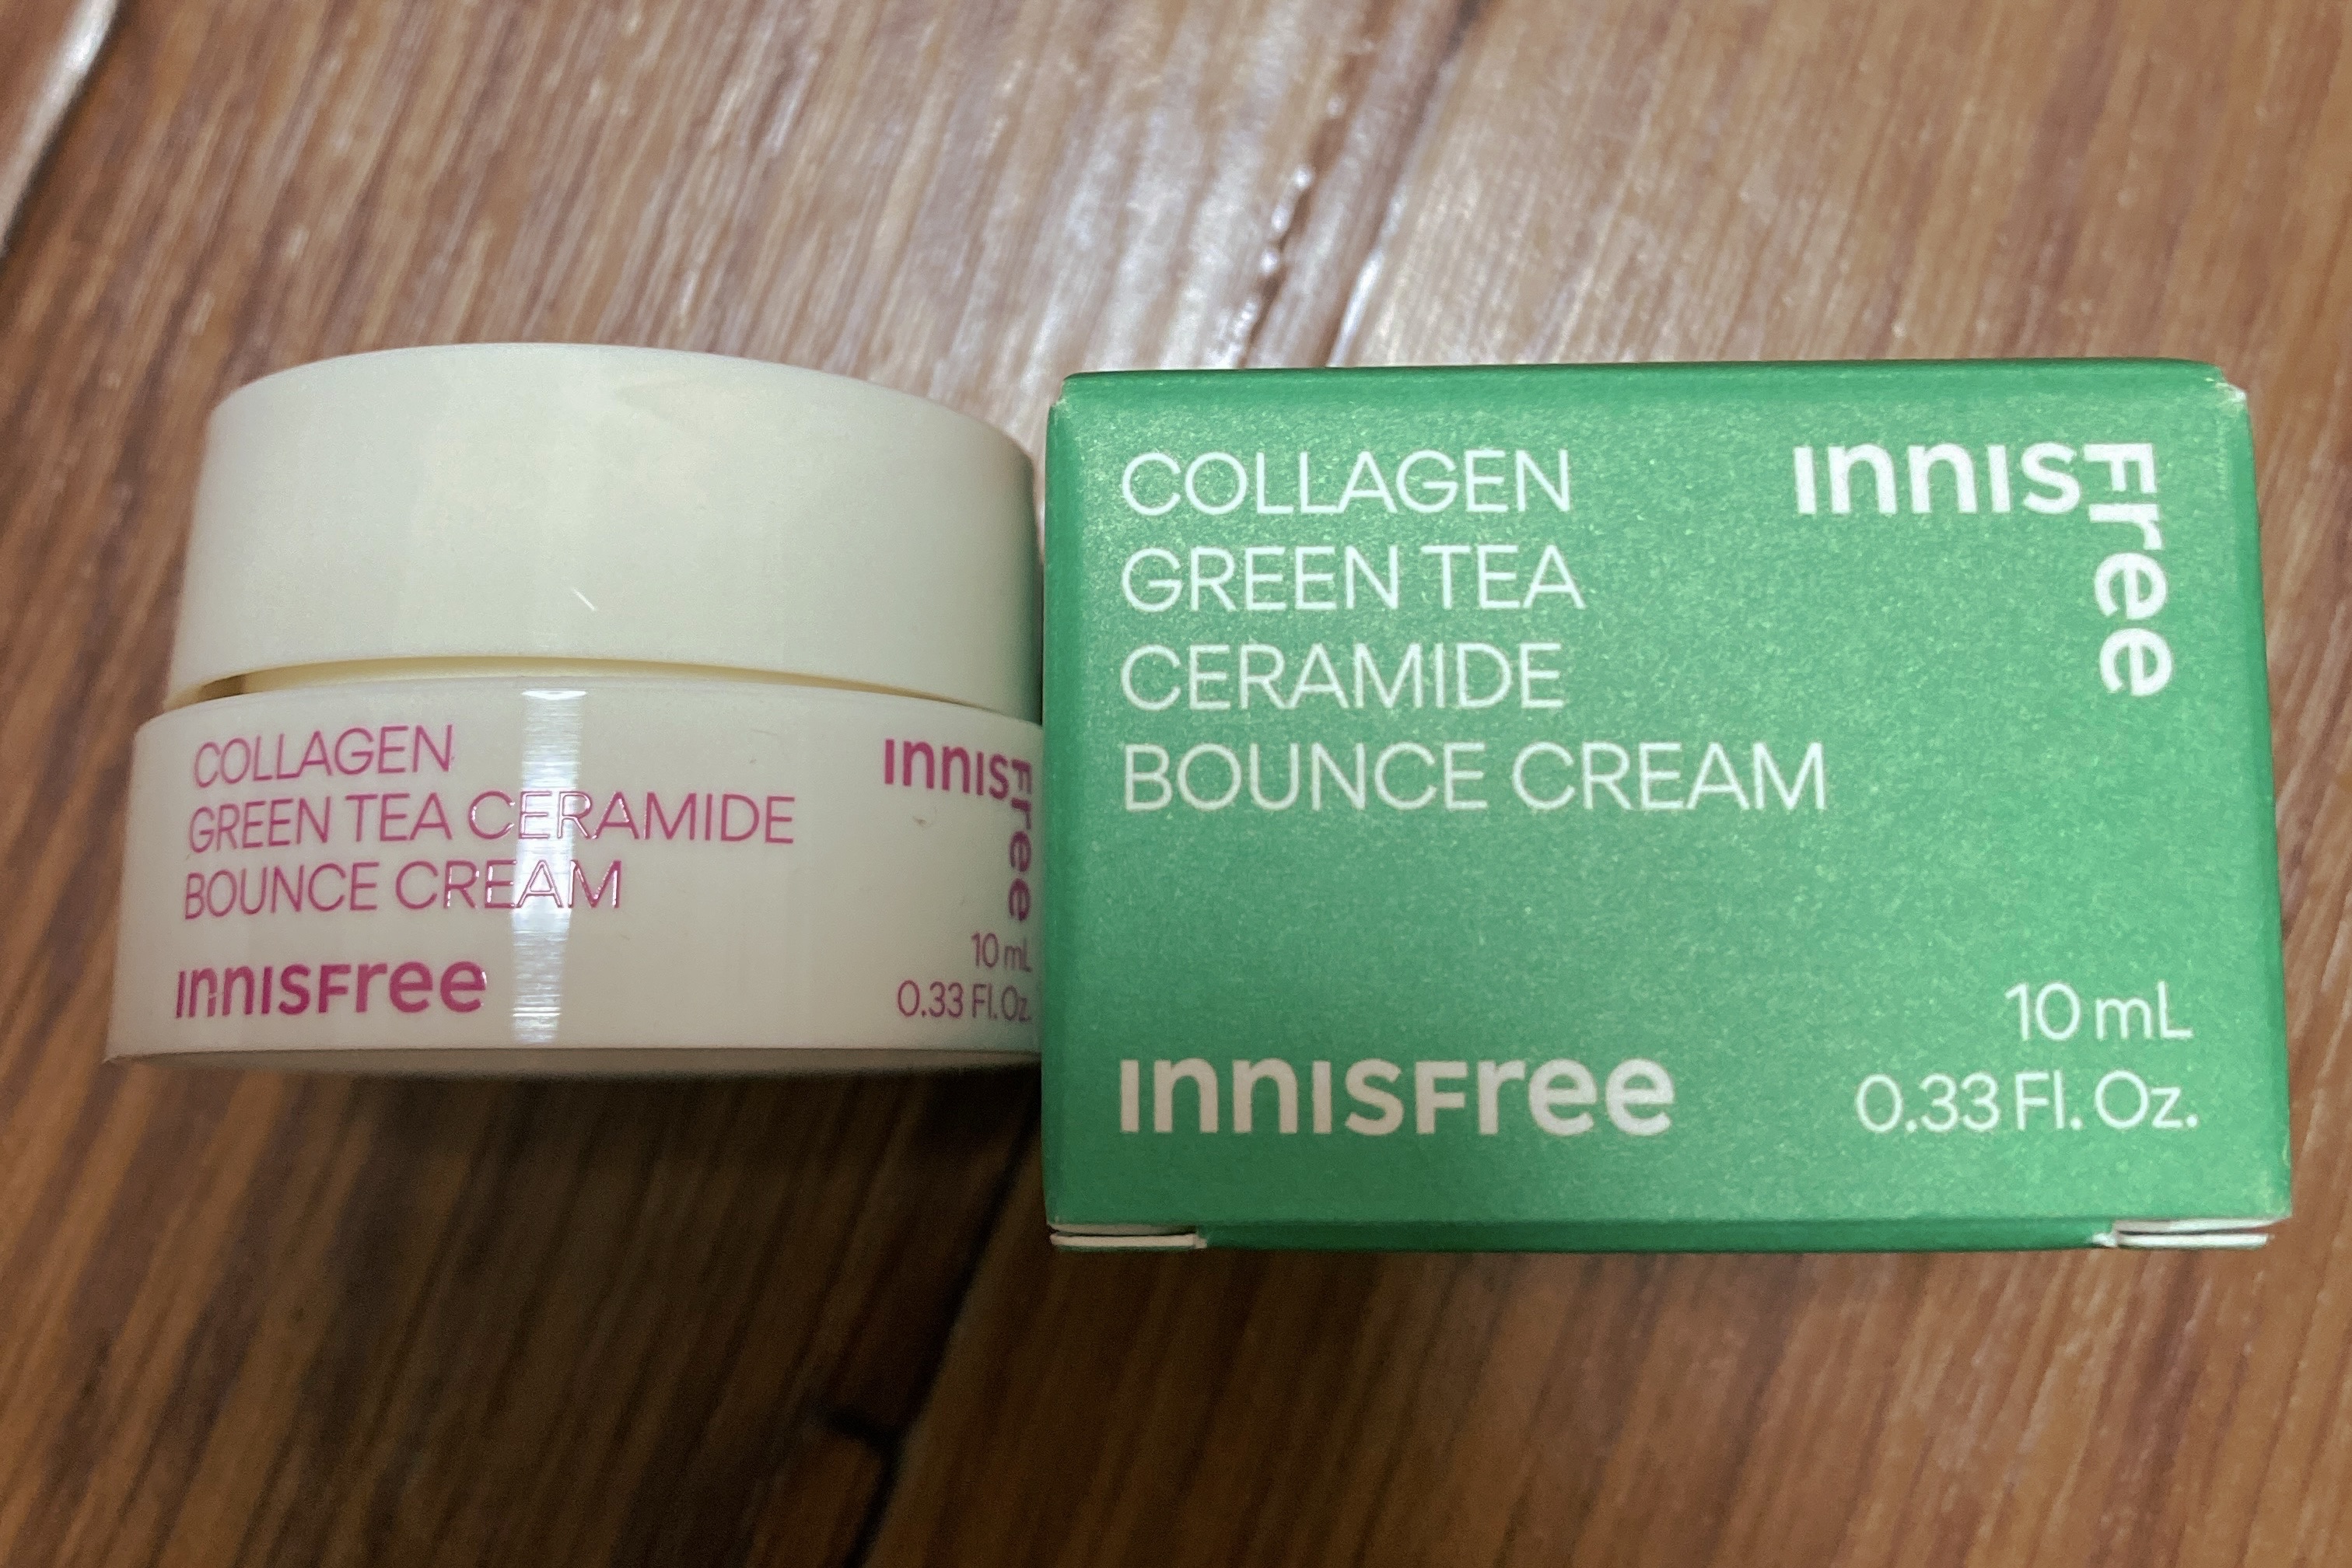 COLLAGEN
GREEN TEA CERAMIDE
BOUNCE CREAM
INNISFree
INNISFree
10 mL
0.33 Fl. Oz.
COLLAGEN
GREEN TEA
CERAMIDE
BOUNCE CREAM
INNISFree
INNISFree
10 mL
0.33 Fl. Oz.